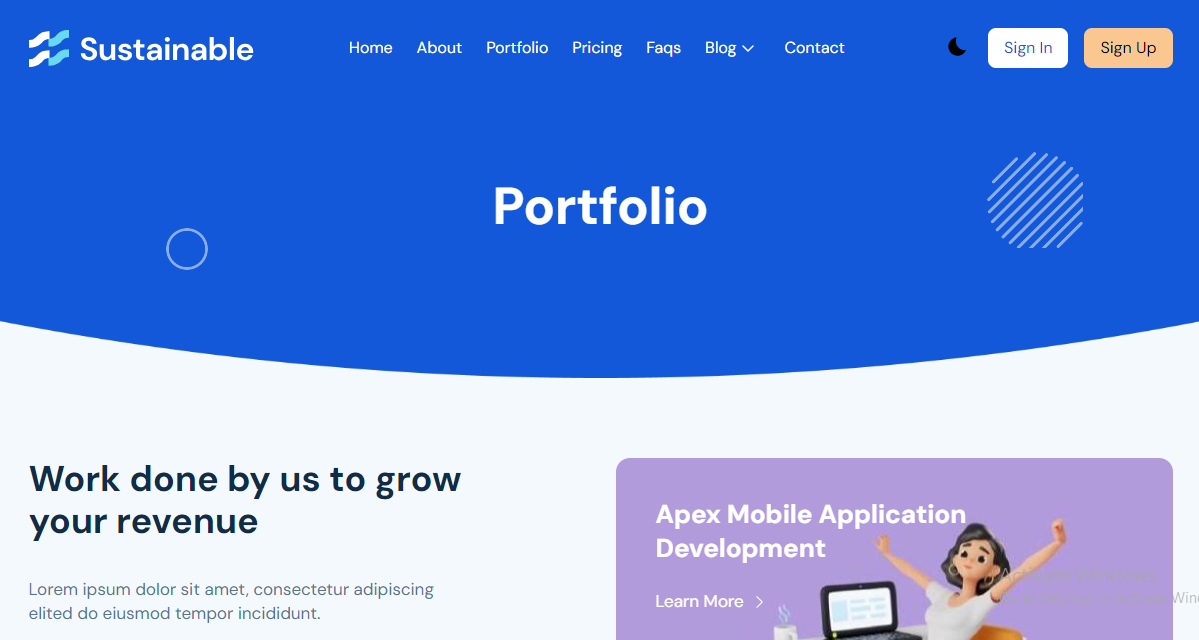 Sustainable
Home About Portfolio Pricing Faqs Blog Contact
Sign In Sign Up
Portfolio
Work done by us to grow
your revenue
Lorem ipsum dolor sit amet, consectetur adipiscing
elited do eiusmod tempor incididunt.
Apex Mobile Application
Development
Learn More